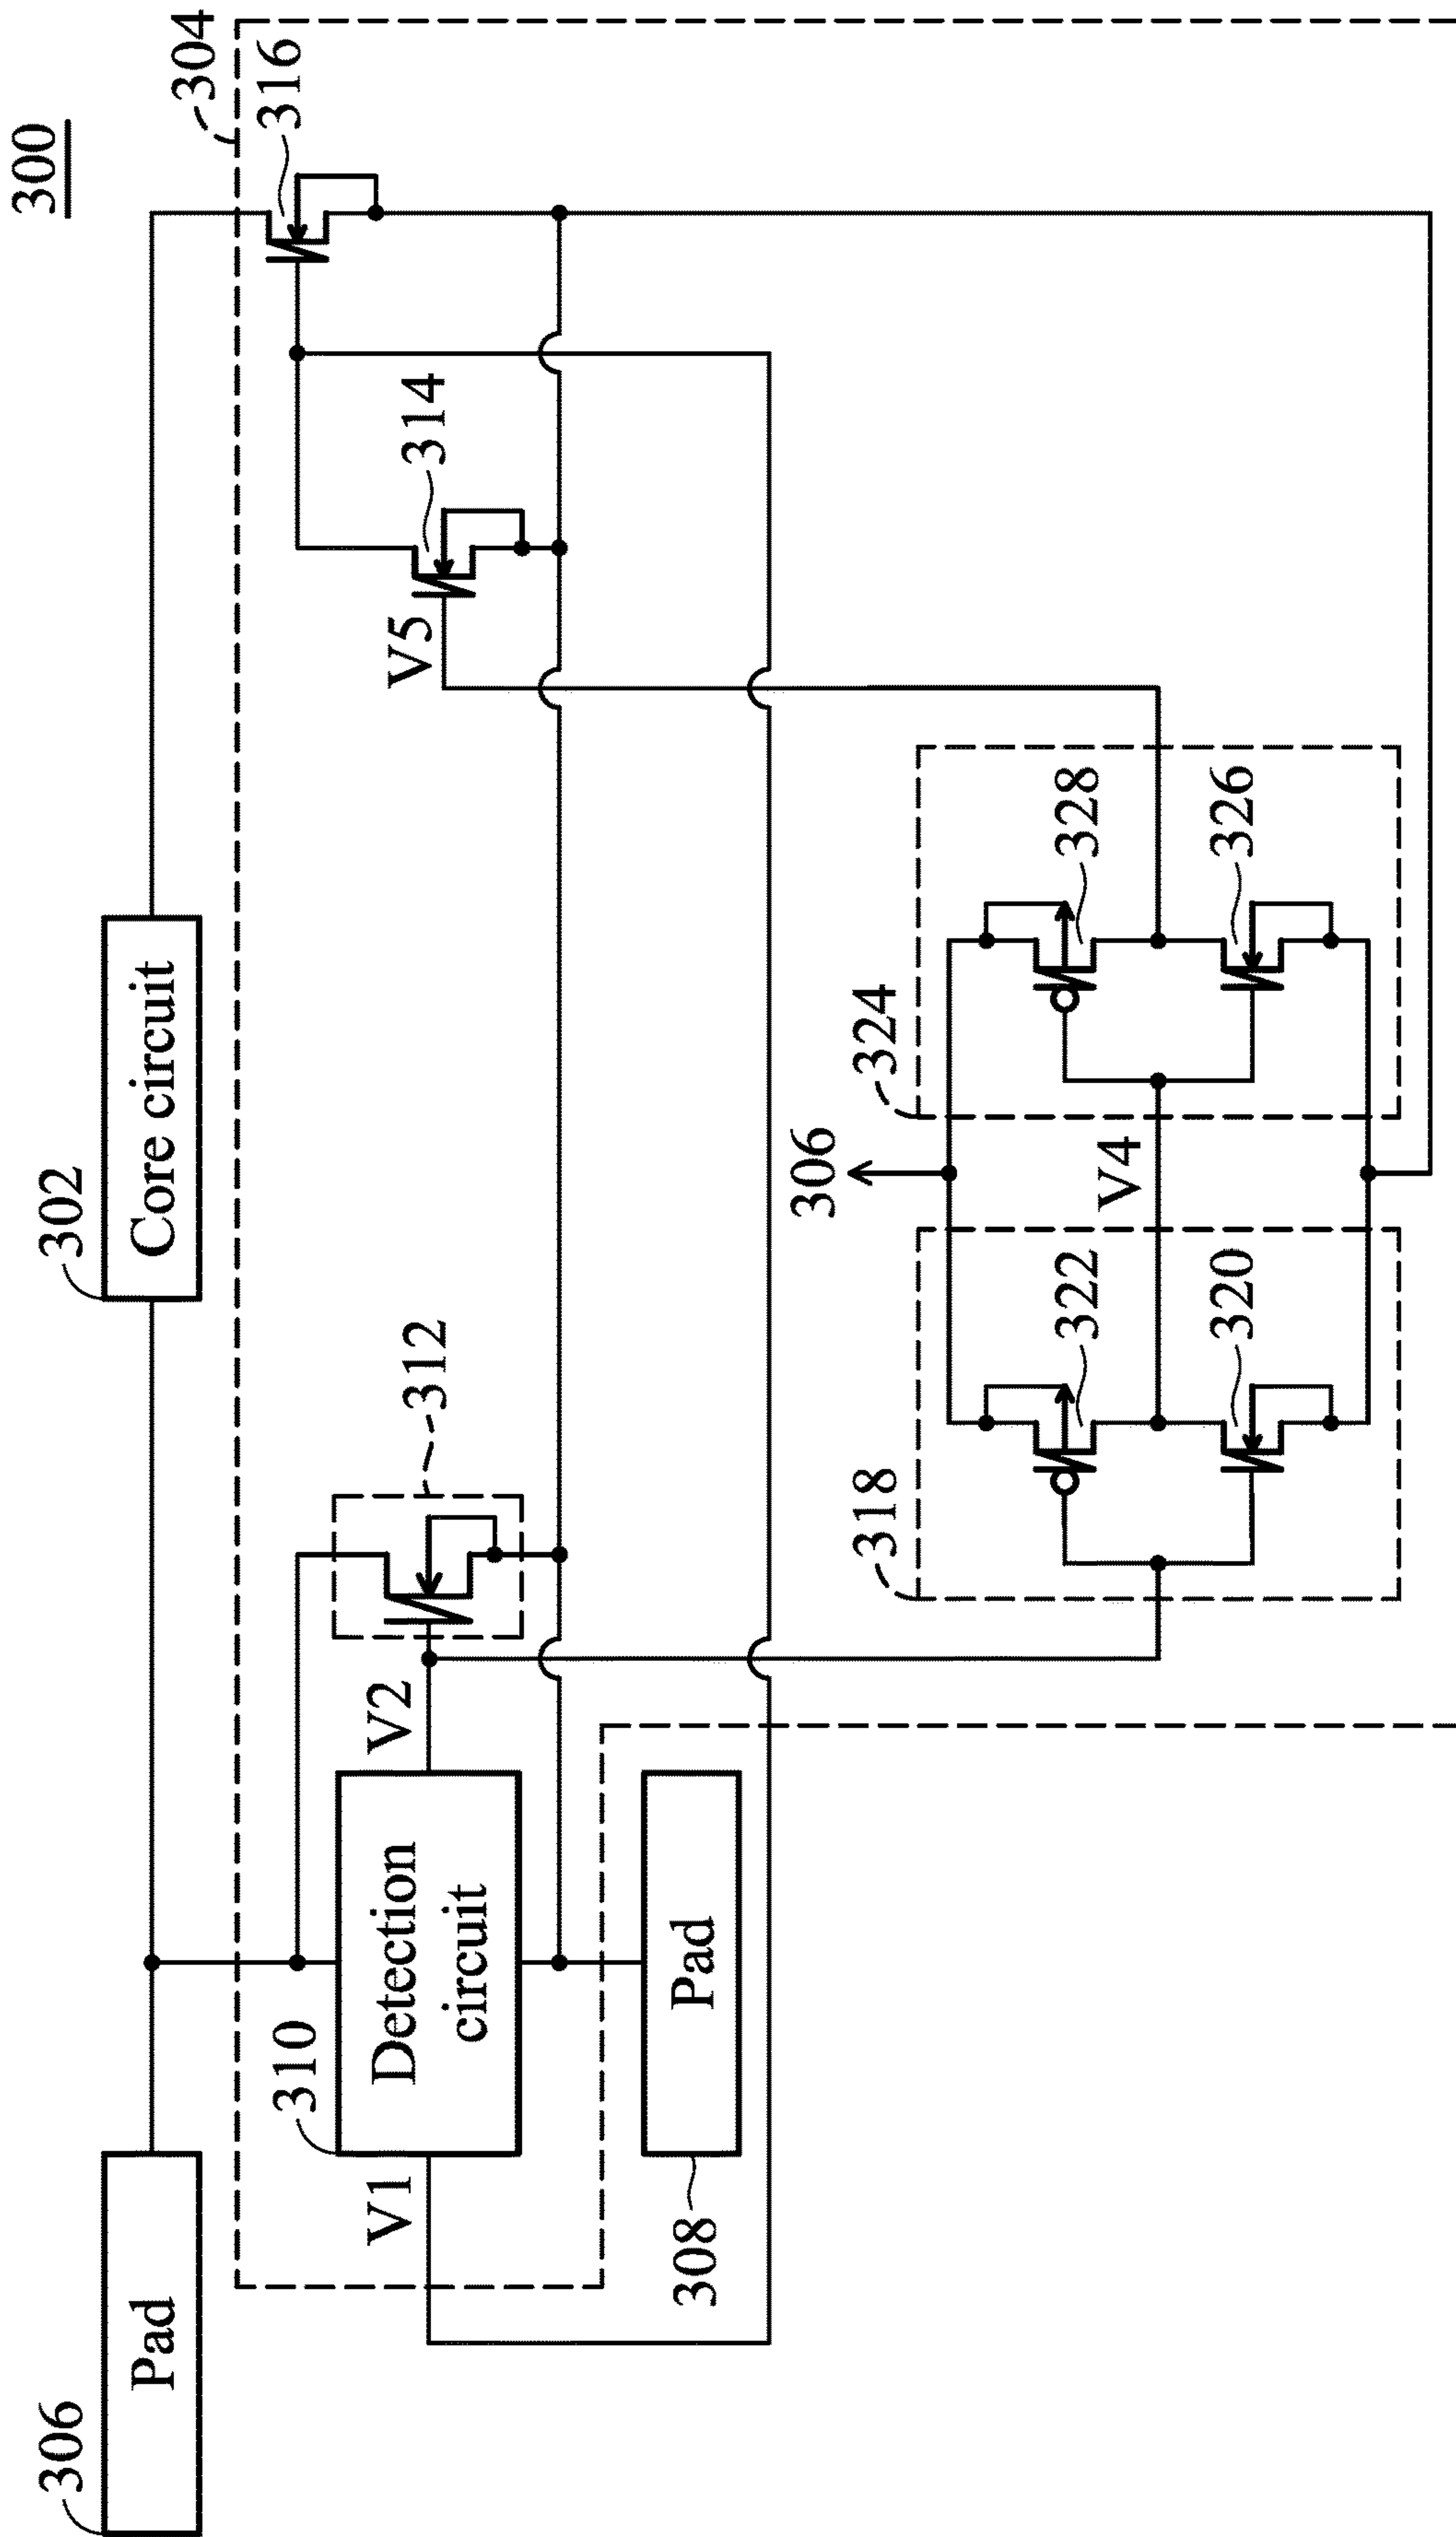 300
304
316
302
Core circuit
306
Pad
314
V5
312
V2
310
Detection
circuit
V1
308
Pad
306
324
328
326
V4
318
322
320